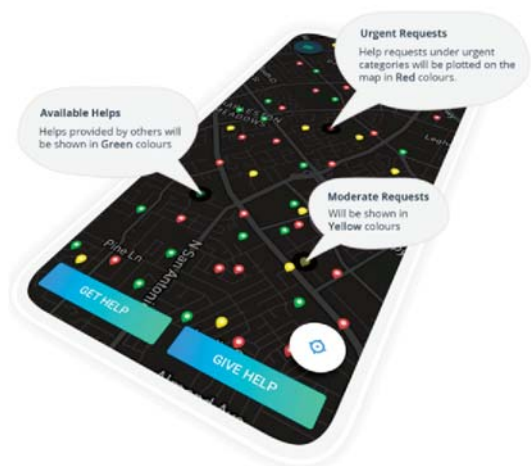 Urgent Requests
Help requests under urgent
categories will be plotted on the
map in Red colours.
Available Helps
Helps provided by others will
be shown in Green colours
Moderate Requests
Will be shown in
Yellow colours
MEADOWS
Pine Ln
N San Antonio
GET HELP
GIVE HELP